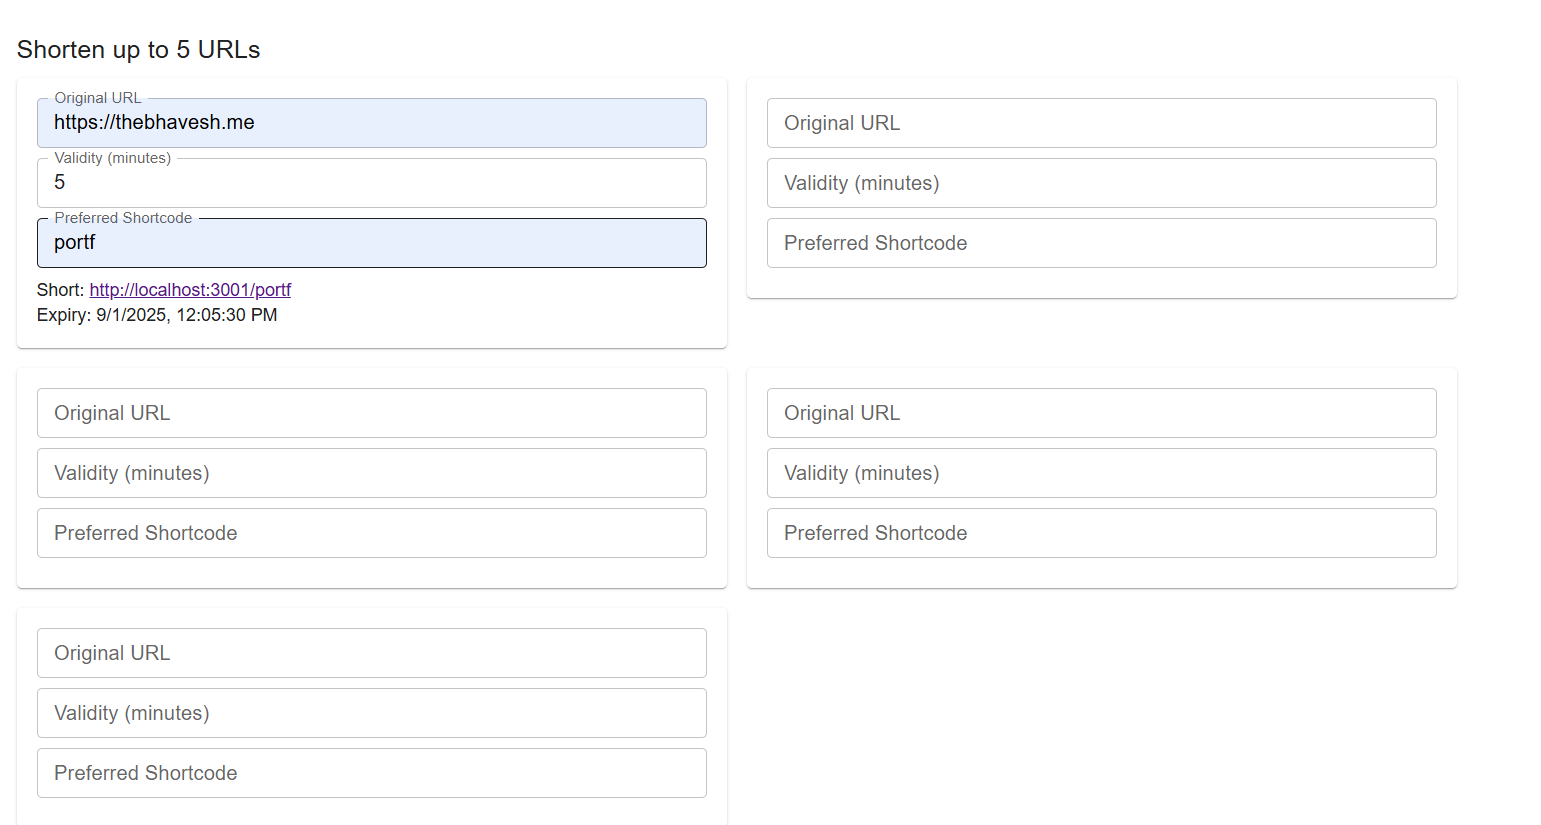 Shorten up to 5 URLs
Original URL
https://thebhavesh.me
Validity (minutes)
5
Preferred Shortcode
portf
Short: http://localhost:3001/portf
Expiry: 9/1/2025, 12:05:30 PM
Original URL
Validity (minutes)
Preferred Shortcode
Original URL
Validity (minutes)
Preferred Shortcode
Original URL
Validity (minutes)
Preferred Shortcode
Original URL
Validity (minutes)
Preferred Shortcode